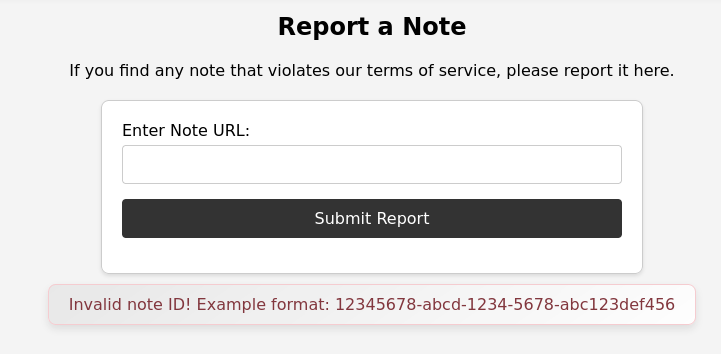 Report a Note
If you find any note that violates our terms of service, please report it here.
Enter Note URL:
Submit Report
Invalid note ID! Example format: 12345678-abcd-1234-5678-abc123def456